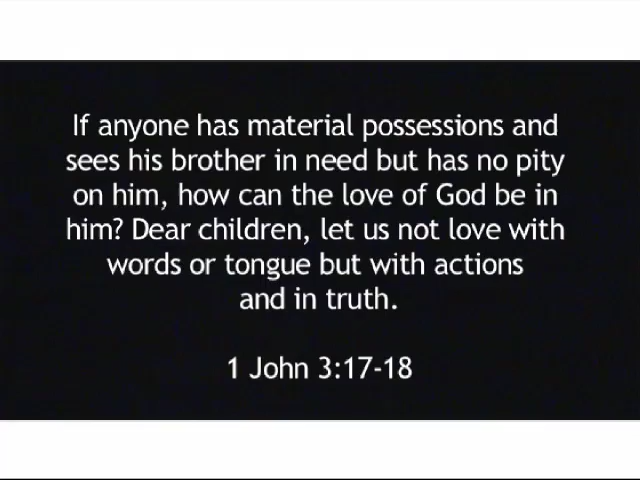 If anyone has material possessions and
sees his brother in need but has no pity
on him, how can the love of God be in
him? Dear children, let us not love with
words or tongue but with actions
and in truth.
1 John 3:17-18